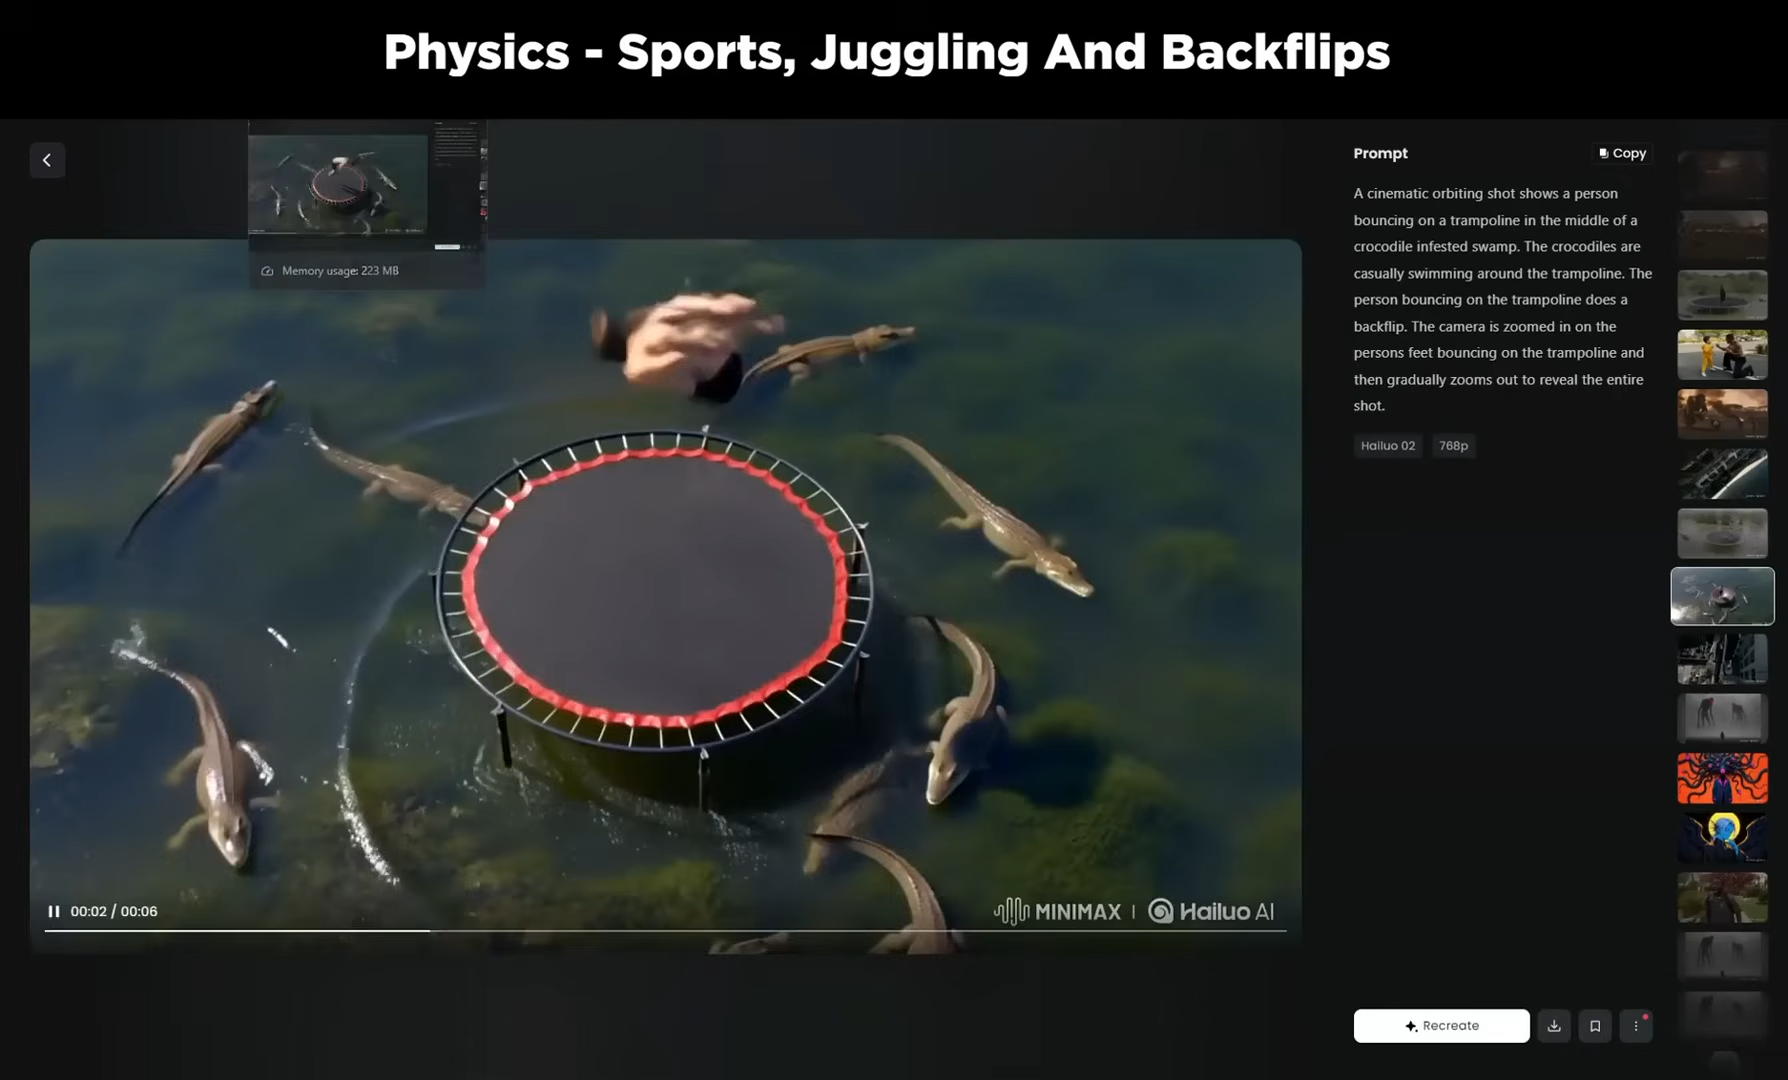 Physics - Sports, Juggling And Backflips
Memory usage: 223 MB
Prompt
Copy
A cinematic orbiting shot shows a person
bouncing on a trampoline in the middle of a
crocodile infested swamp. The crocodiles are
casually swimming around the trampoline. The
person bouncing on the trampoline does a
backflip. The camera is zoomed in on the
persons feet bouncing on the trampoline and
then gradually zooms out to reveal the entire
shot.
Hailuo 02 768p
00:02 / 00:06
MINIMAX | Hailuo AI
Recreate